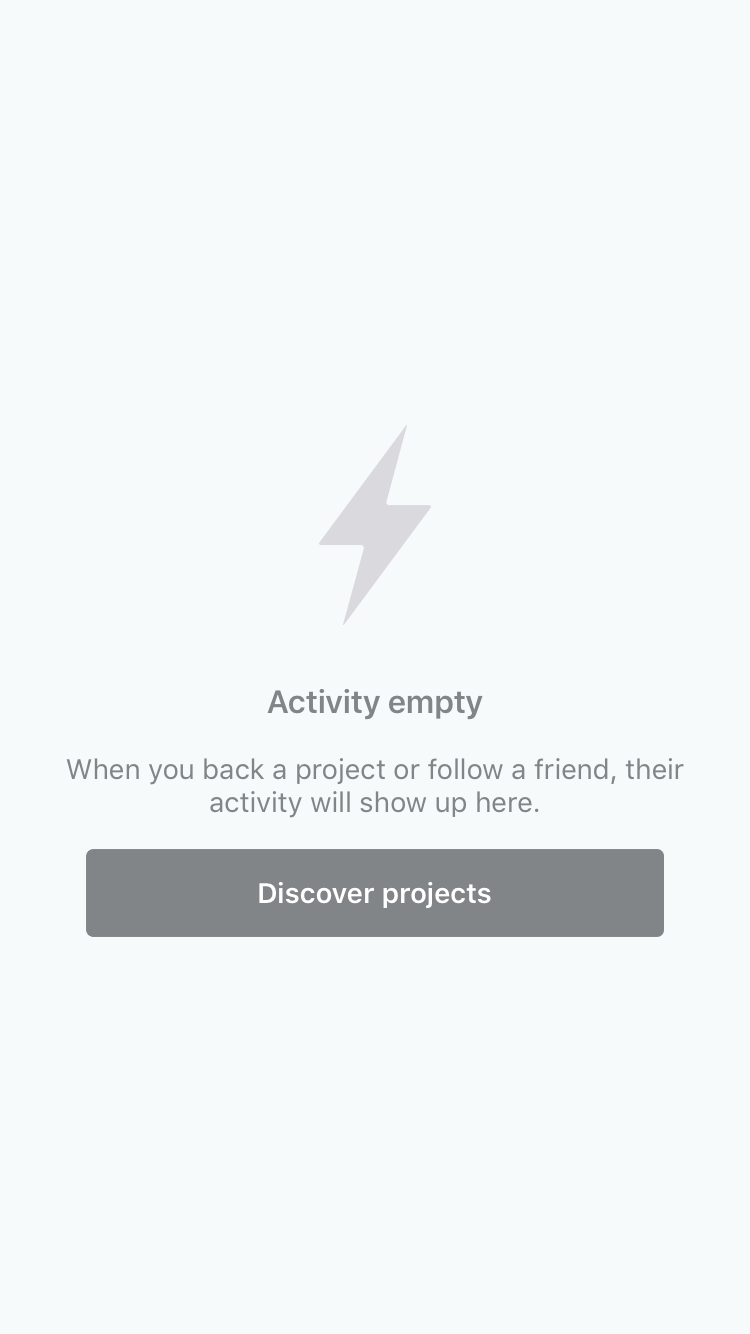 Activity empty
When you back a project or follow a friend, their
activity will show up here.
Discover projects